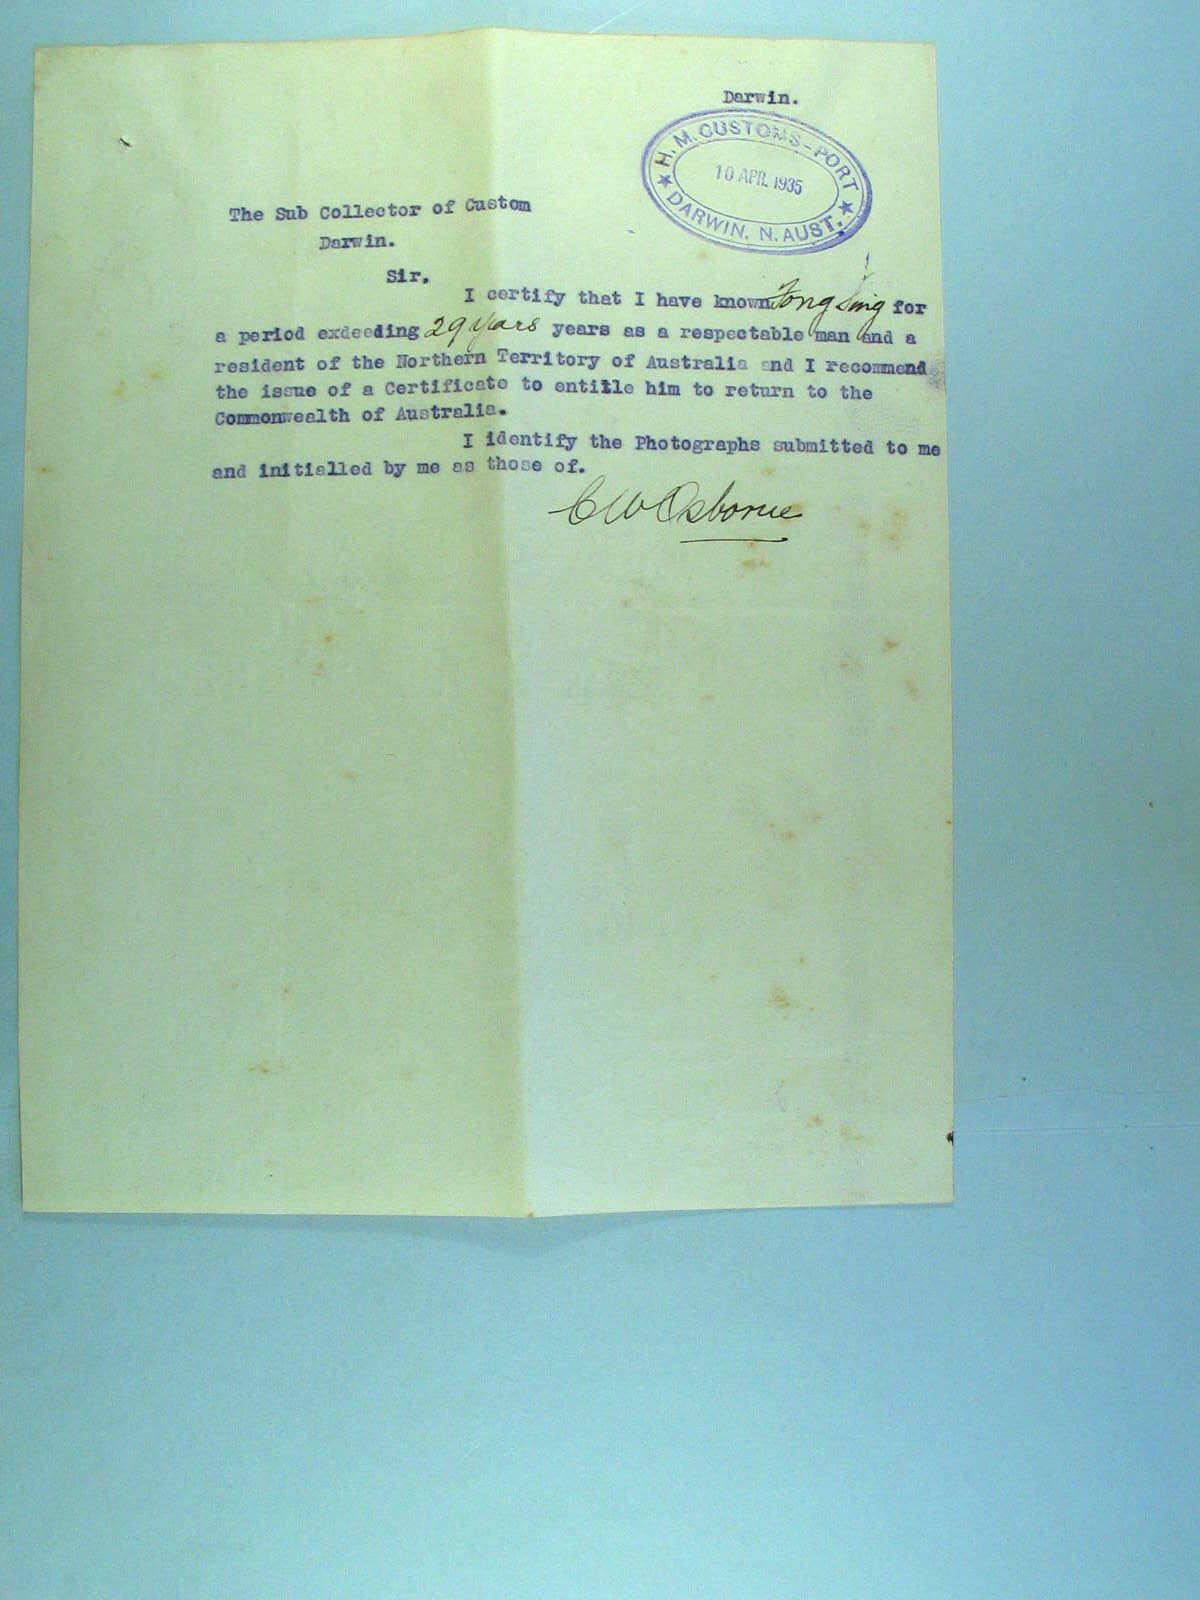 Darwin.
H. M. CUSTOMS - PORT
10 APR. 1935
★ DARWIN. N. AUST. ★
The Sub Collector of Custom
Darwin.
Sir.
I certify that I have known Fong Sing for
a period exdeeding 29 years years as a respectable man and a
resident of the Northern Territory of Australia and I recommend
the issue of a Certificate to entitle him to return to the
Commonwealth of Australia.
I identify the Photographs submitted to me
and initialled by me as those of.
C W Osborne